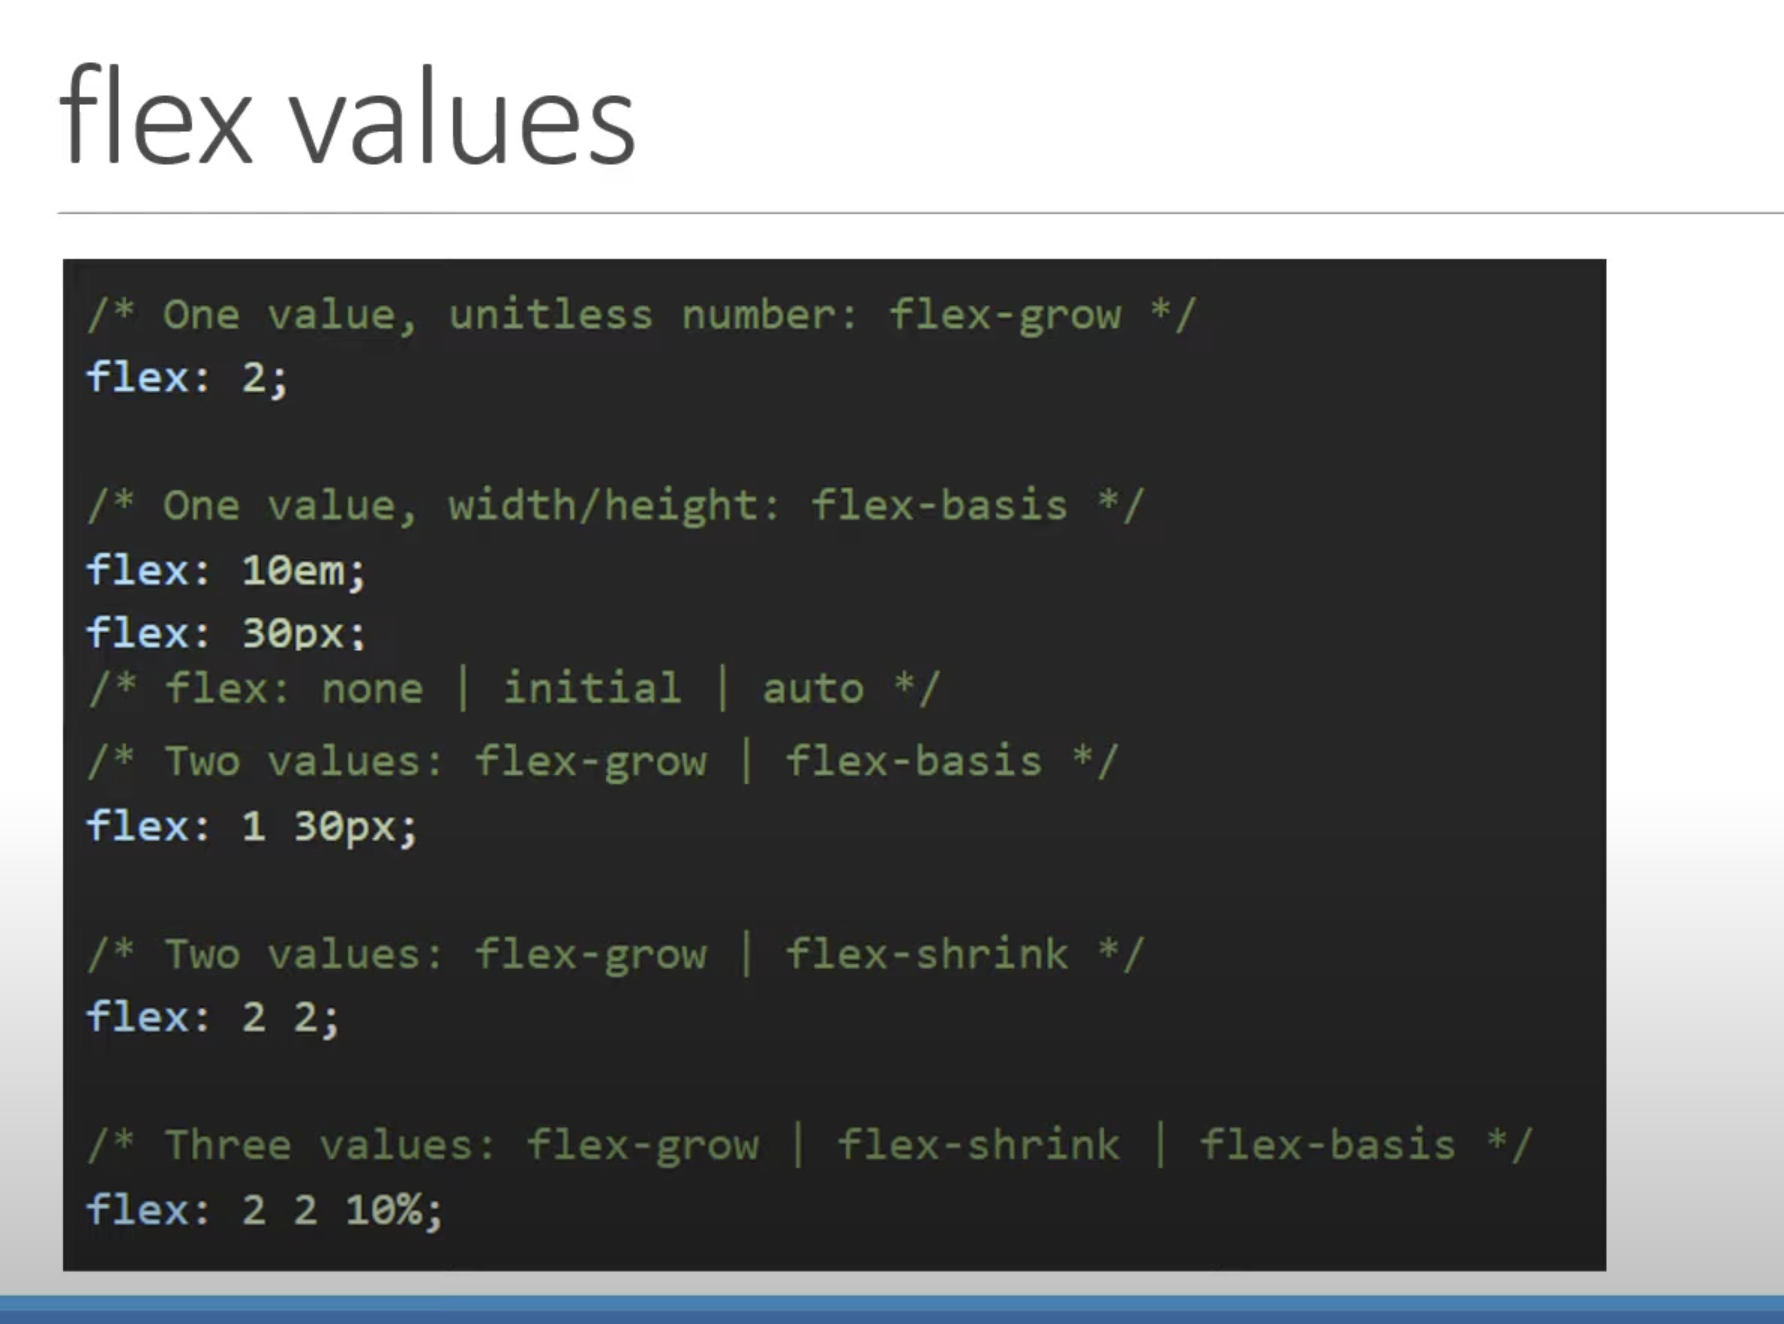 flex values
/* One value, unitless number: flex-grow */
flex: 2;
/* One value, width/height: flex-basis */
flex: 10em;
flex: 30px;
/* flex: none | initial | auto */
/* Two values: flex-grow | flex-basis */
flex: 1 30px;
/* Two values: flex-grow | flex-shrink */
flex: 2 2;
/* Three values: flex-grow | flex-shrink | flex-basis */
flex: 2 2 10%;